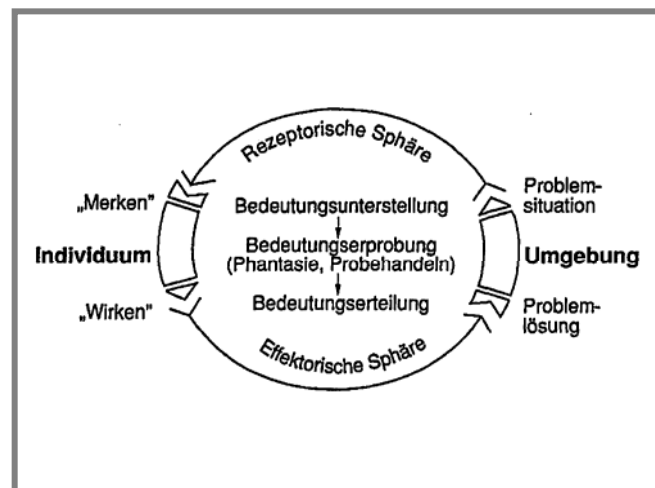 Rezeptorische Sphäre
„Merken"
Problem-
situation
Bedeutungsunterstellung
Individuum
Bedeutungserprobung
(Phantasie, Probehandeln)
Umgebung
„Wirken"
Bedeutungserteilung
Problem-
lösung
Effektorische Sphäre